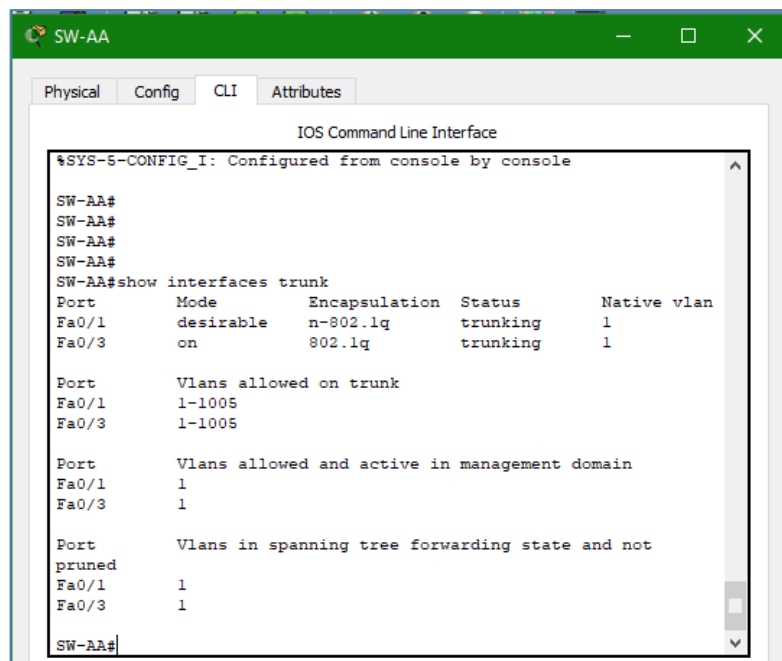 SW-AA
Physical Config CLI Attributes
IOS Command Line Interface
%SYS-5-CONFIG_I: Configured from console by console
SW-AA#
SW-AA#
SW-AA#
SW-AA#
SW-AA#show interfaces trunk
Port Mode Encapsulation Status Native vlan
Fa0/1 desirable n-802.1q trunking 1
Fa0/3 on 802.1q trunking 1
Port Vlans allowed on trunk
Fa0/1 1-1005
Fa0/3 1-1005
Port Vlans allowed and active in management domain
Fa0/1 1
Fa0/3 1
Port Vlans in spanning tree forwarding state and not
pruned
Fa0/1 1
Fa0/3 1
SW-AA#